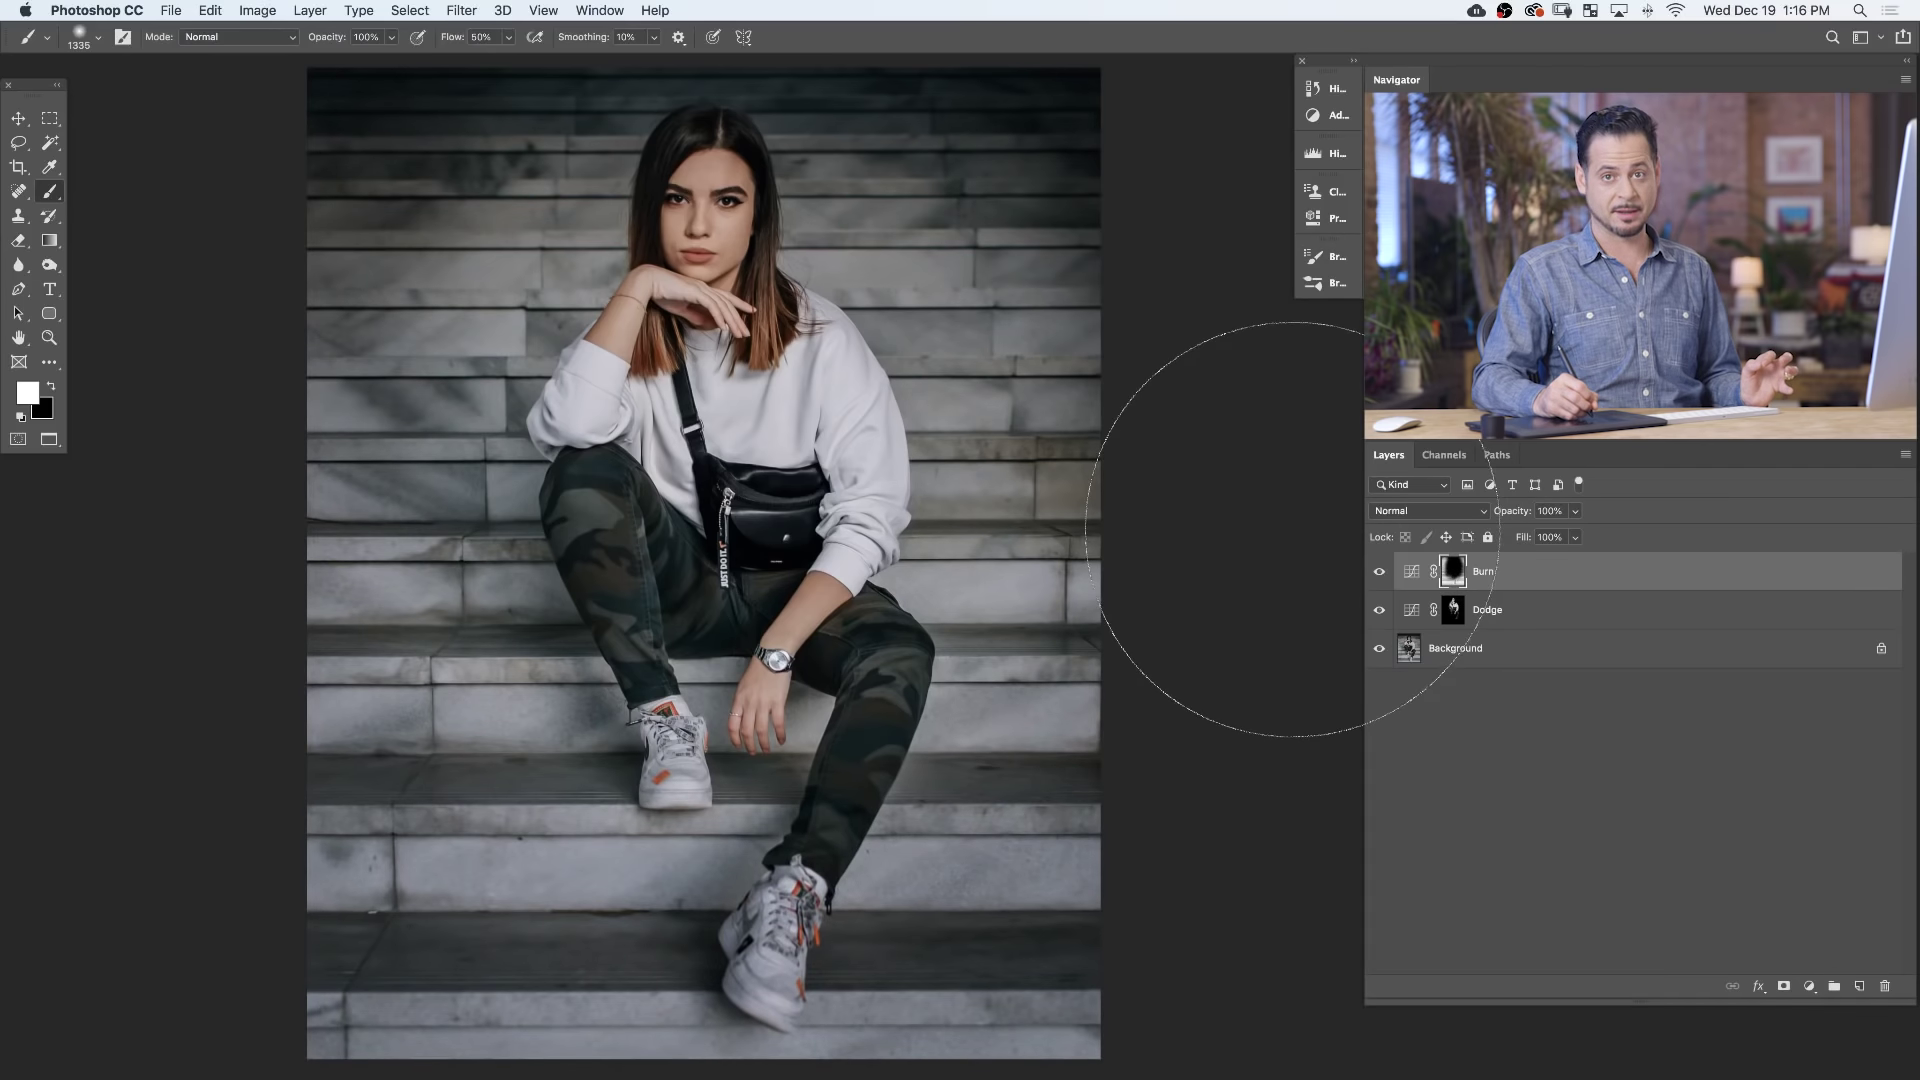 Photoshop CC File Edit Image Layer Type Select Filter 3D View Window Help Wed Dec 19 1:16 PM
1335 Mode: Normal Opacity: 100% Flow: 50% Smoothing: 10%
Navigator
Hi...
Ad...
Hi...
Cl...
Pr...
Br...
Br...
JUST DO IT.
Layers Channels Paths
Kind
Normal Opacity: 100%
Lock: Fill: 100%
Burn
Dodge
Background
fx